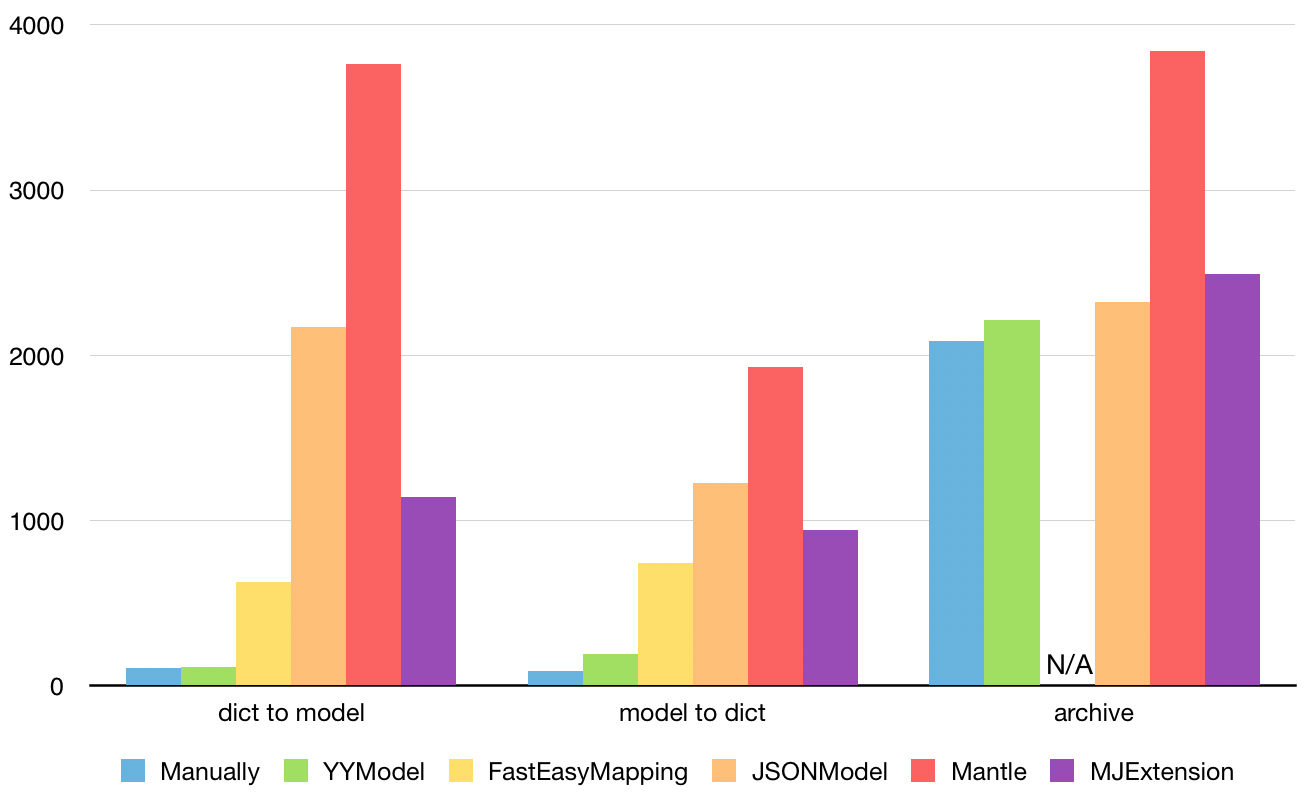 4000
3000
2000
1000
0
N/A
dict to model model to dict archive
Manually YYModel FastEasyMapping JSONModel Mantle MJExtension